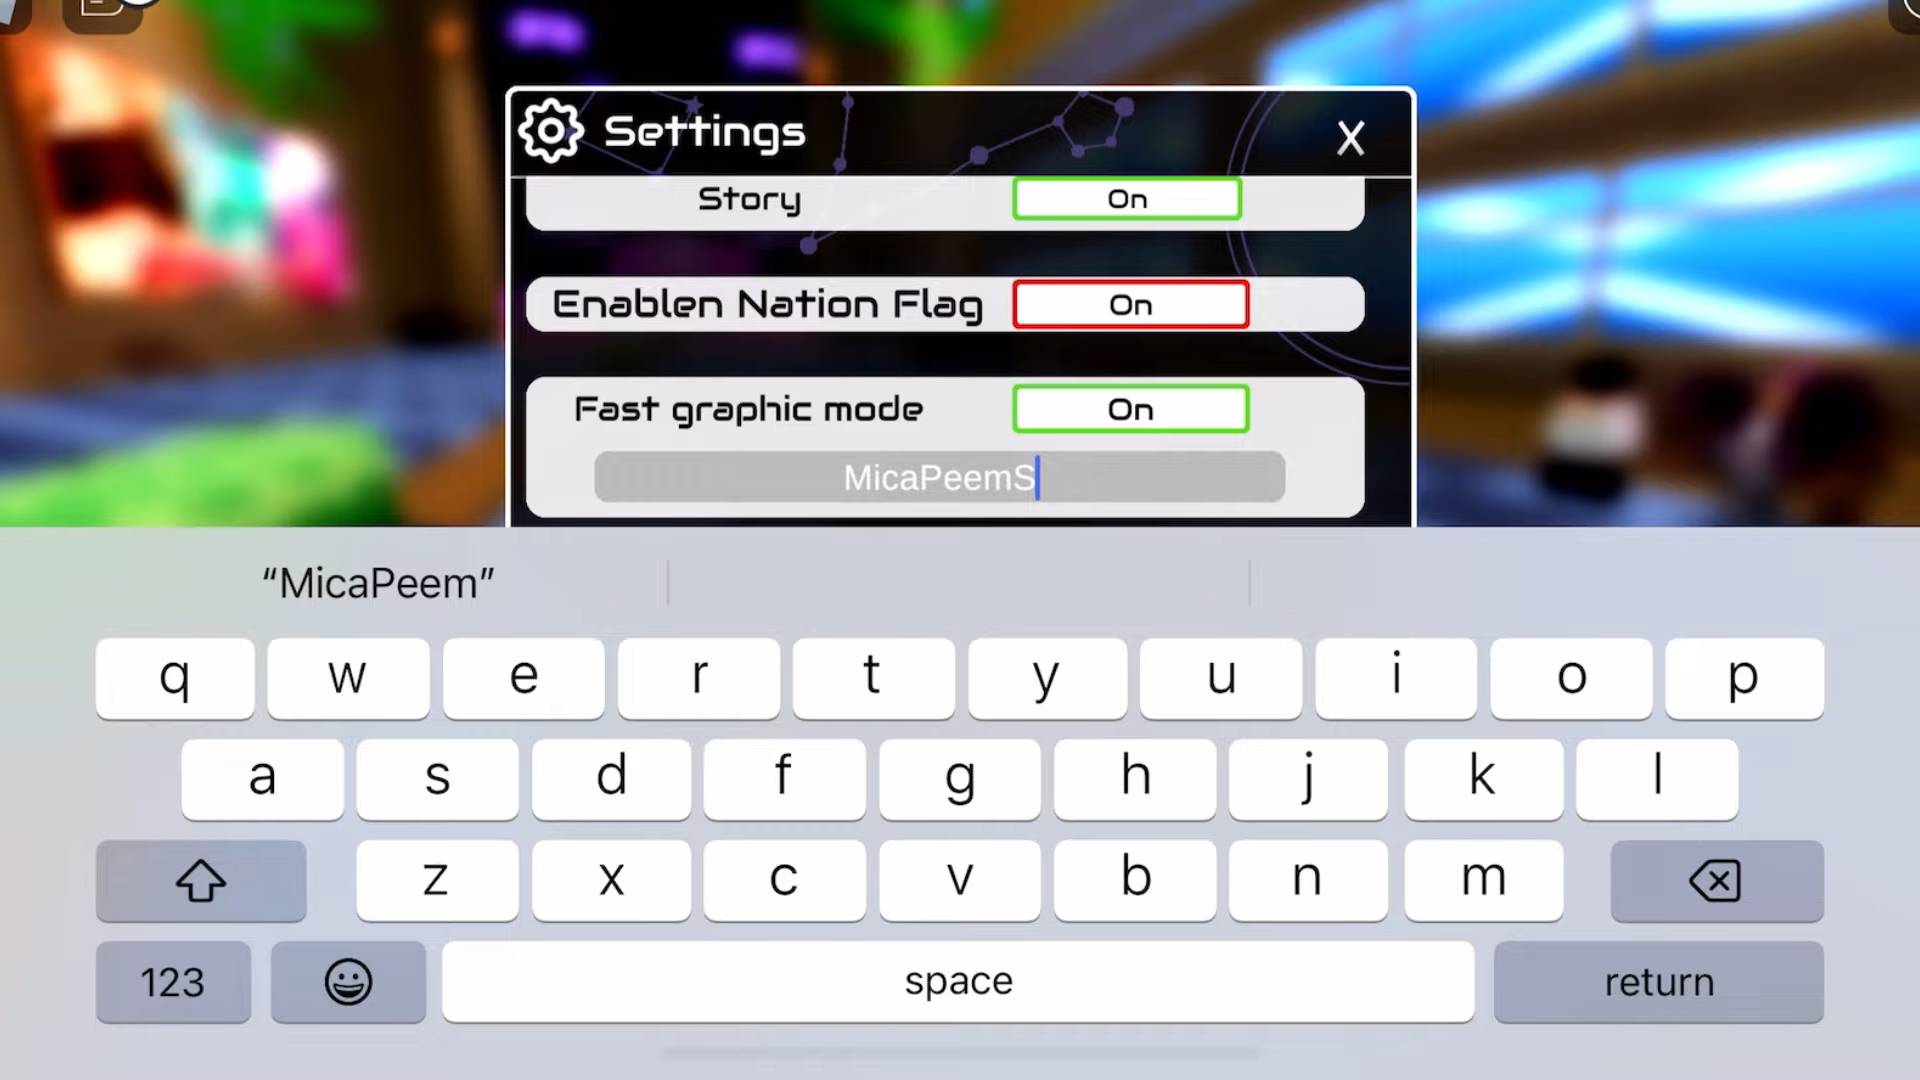 Settings
X
Story On
Enablen Nation Flag On
Fast graphic mode On
MicaPeemS
“MicaPeem”
q w e r t y u i o p
a s d f g h j k l
z x c v b n m
123 space return